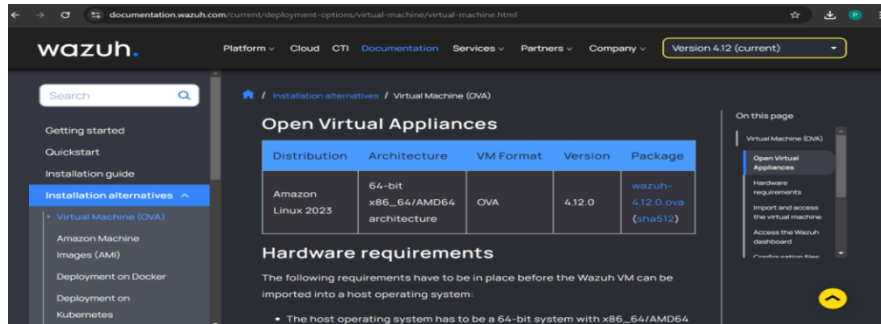 documentation.wazuh.com/current/deployment-options/virtual-machine/virtual-machine.html
wazuh.
Platform Cloud CTI Documentation Services Partners Company Version 4.12 (current)
Search
Getting started
Quickstart
Installation guide
Installation alternatives
Virtual Machine (OVA)
Amazon Machine
Images (AMI)
Deployment on Docker
Deployment on
Kubernetes
/ Installation alternatives / Virtual Machine (OVA)
Open Virtual Appliances
Distribution Architecture VM Format Version Package
Amazon
Linux 2023
64-bit
x86_64/AMD64
architecture
OVA
4.12.0
wazuh-
4.12.0.ova
(sha512)
Hardware requirements
The following requirements have to be in place before the Wazuh VM can be
imported into a host operating system:
• The host operating system has to be a 64-bit system with x86_64/AMD64
On this page
Virtual Machine (OVA)
Open Virtual
Appliances
Hardware
requirements
Import and access
the virtual machine
Access the Wazuh
dashboard
Configuration files